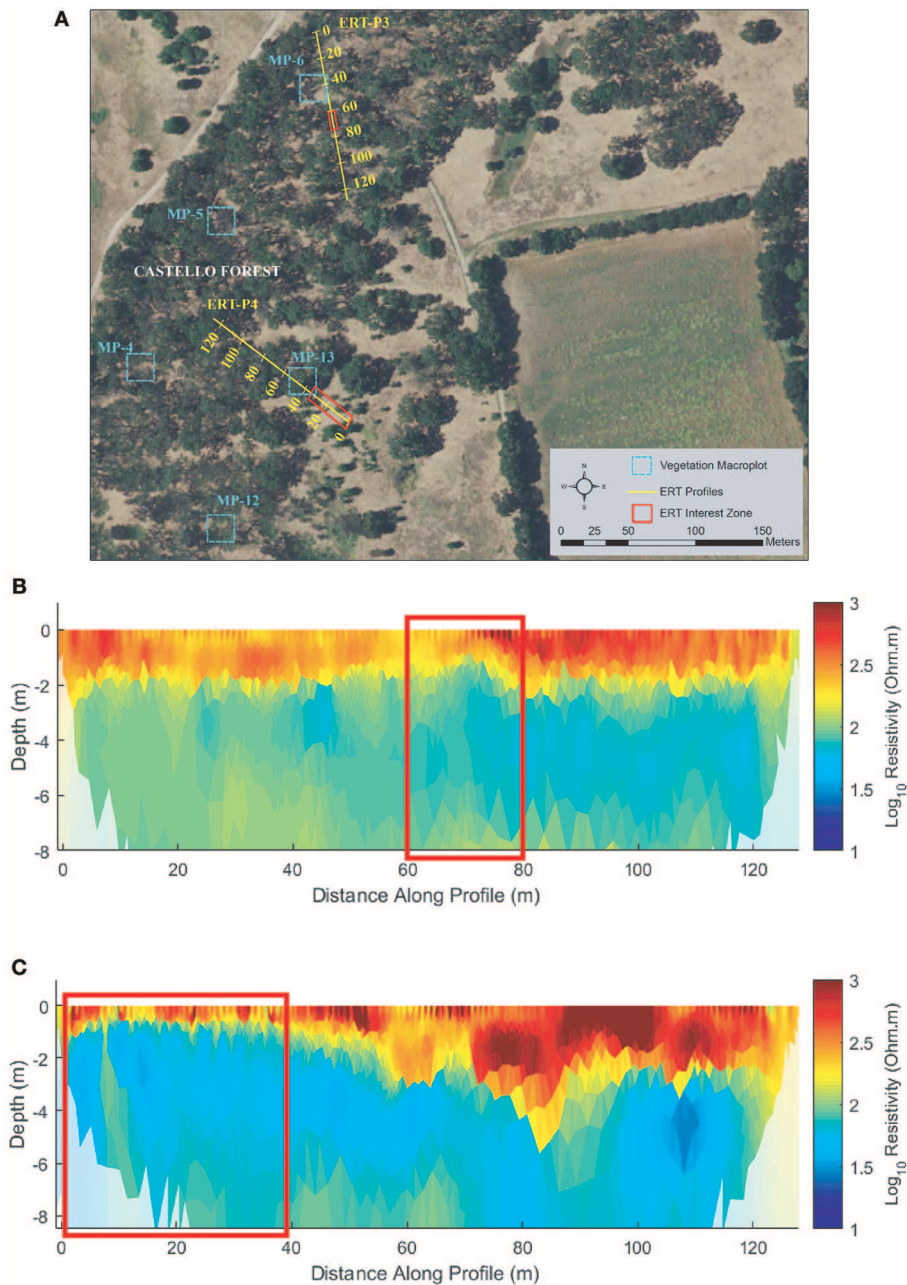 A
ERT-P3
0
20
40
60
80
100
120
MP-6
MP-5
CASTELLO FOREST
ERT-P4
MP-4
120
100
80
60
40
20
0
MP-13
MP-12
N
W E
S
Vegetation Macroplot
ERT Profiles
ERT Interest Zone
0 25 50 100 150
Meters
B
0
-2
-4
-6
-8
Depth (m)
0 20 40 60 80 100 120
Distance Along Profile (m)
3
2.5
2
1.5
1
Log10 Resistivity (Ohm.m)
C
0
-2
-4
-6
-8
Depth (m)
0 20 40 60 80 100 120
Distance Along Profile (m)
3
2.5
2
1.5
1
Log10 Resistivity (Ohm.m)